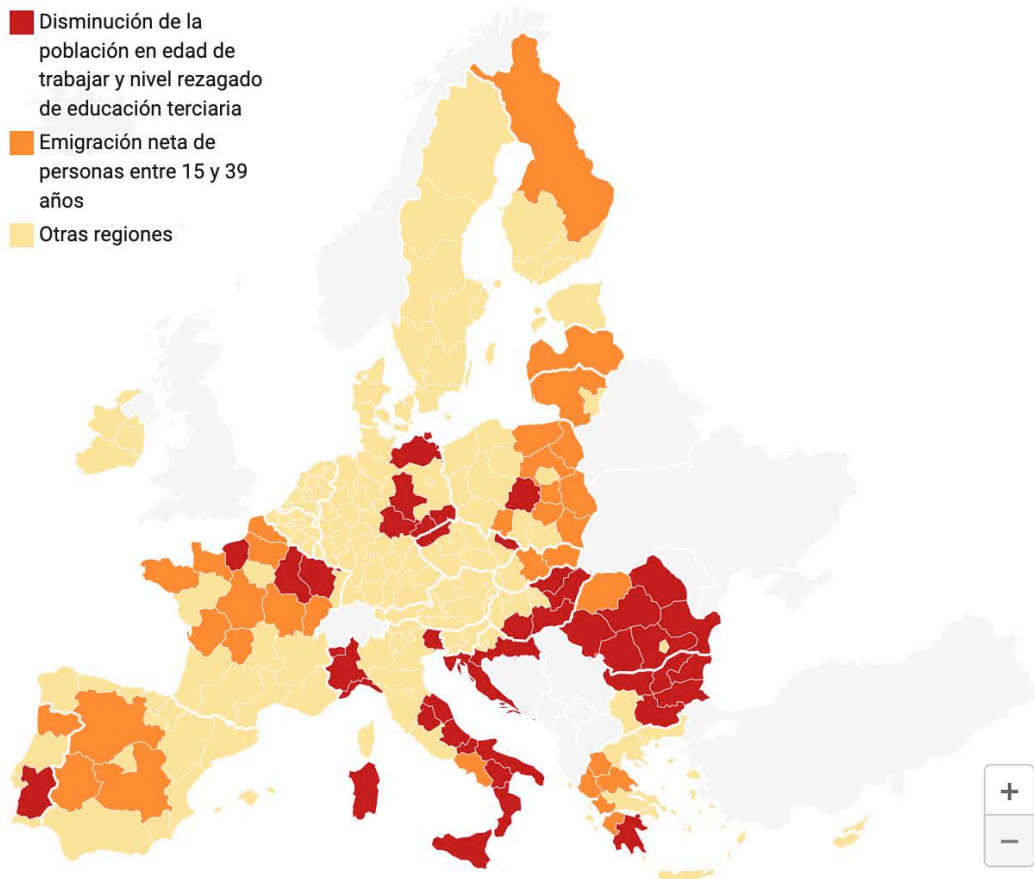 Disminución de la
población en edad de
trabajar y nivel rezagado
de educación terciaria
Emigración neta de
personas entre 15 y 39
años
Otras regiones
+
−